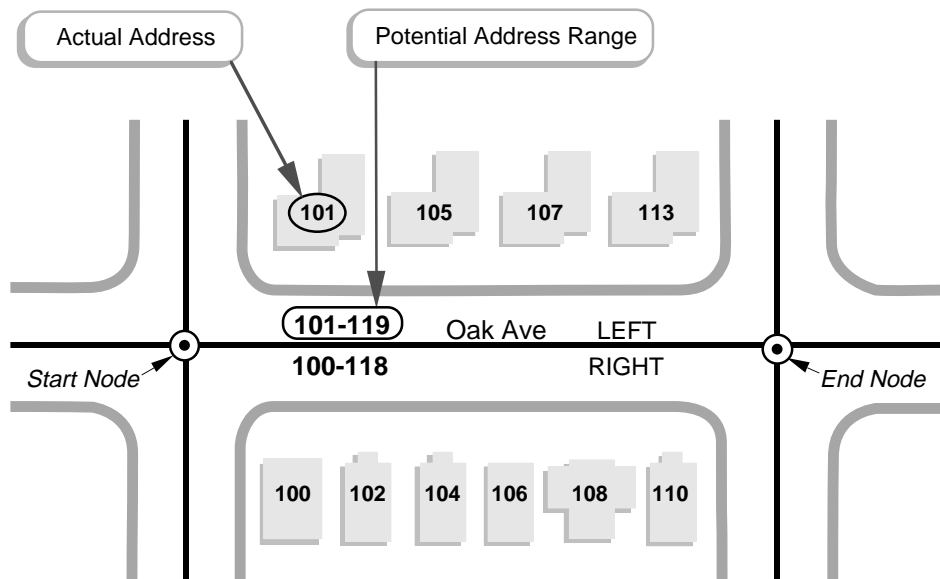 Actual Address
Potential Address Range
101
105
107
113
101-119
Oak Ave
LEFT
100-118
RIGHT
Start Node
End Node
100
102
104
106
108
110